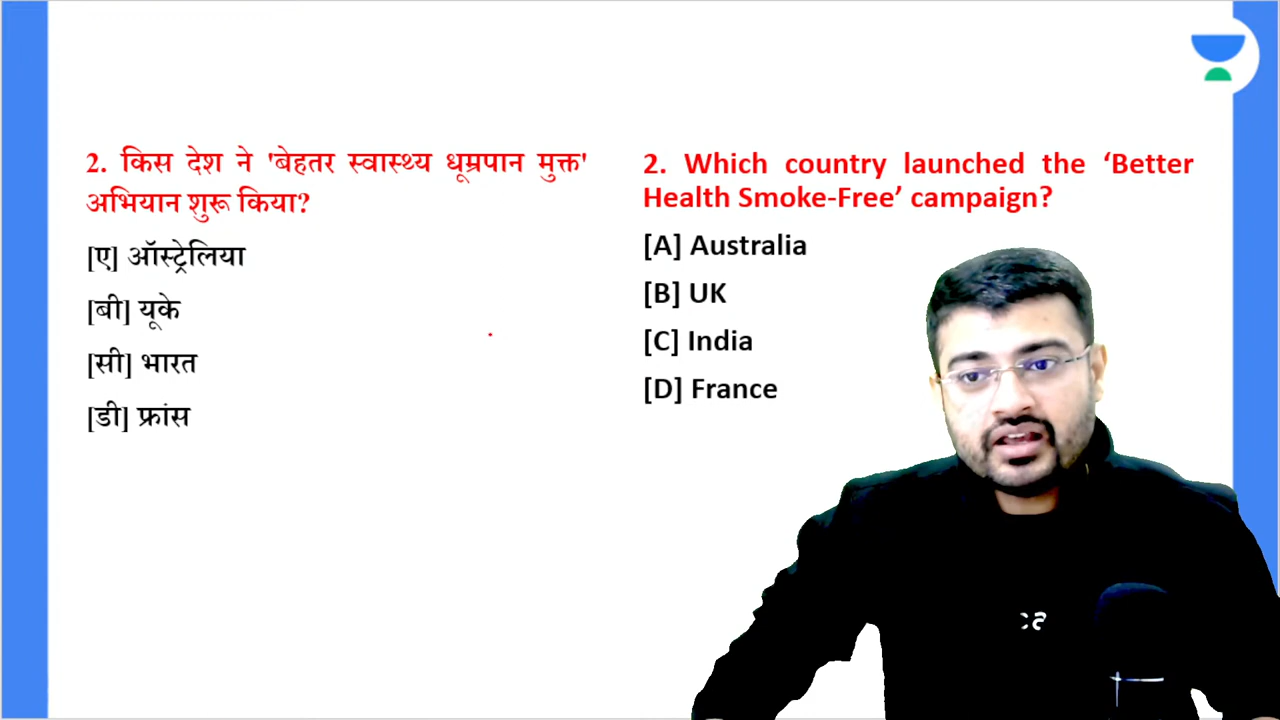 2. किस देश ने 'बेहतर स्वास्थ्य धूम्रपान मुक्त'
अभियान शुरू किया?
[ए] ऑस्ट्रेलिया
[बी] यूके
[सी] भारत
[डी] फ्रांस
2. Which country launched the ‘Better
Health Smoke-Free’ campaign?
[A] Australia
[B] UK
[C] India
[D] France